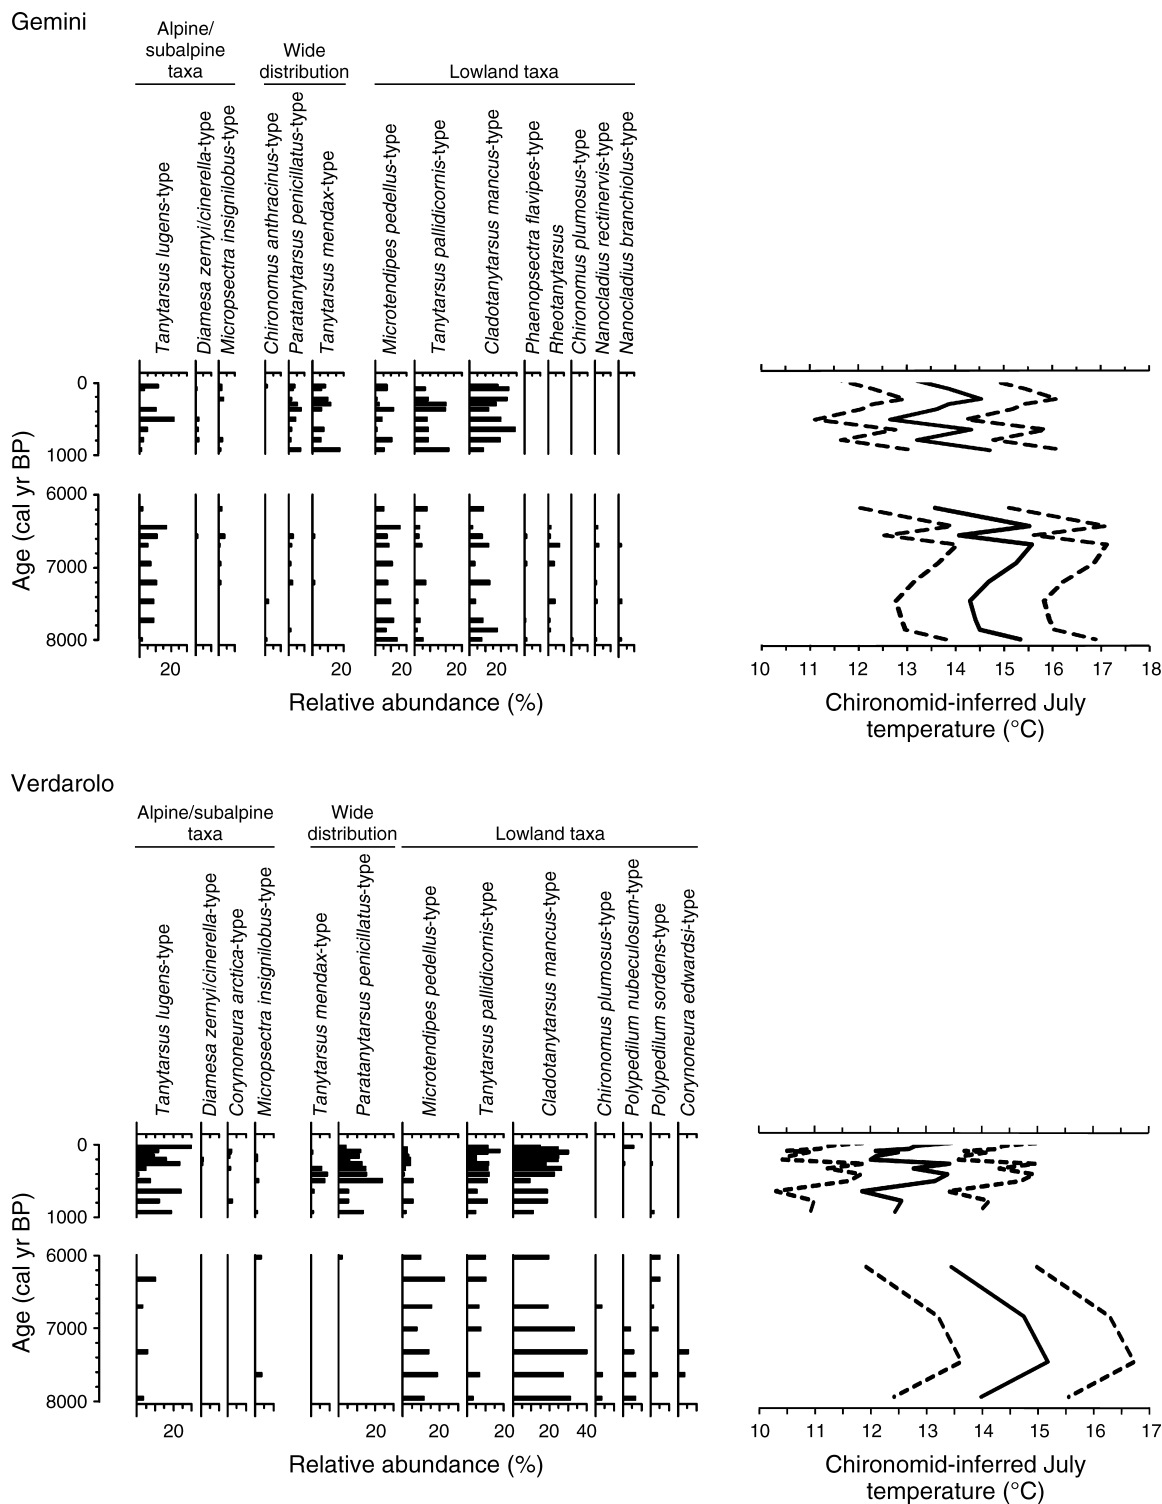 Gemini
Alpine/
subalpine
taxa
Wide
distribution
Lowland taxa
Tanytarsus lugens-type
Diamesa zernyi/cinerella-type
Micropsectra insignilobus-type
Chironomus anthracinus-type
Paratanytarsus penicillatus-type
Tanytarsus mendax-type
Microtendipes pedellus-type
Tanytarsus pallidicornis-type
Cladotanytarsus mancus-type
Phaenopsectra flavipes-type
Rheotanytarsus
Chironomus plumosus-type
Nanocladius rectinervis-type
Nanocladius branchiolus-type
Age (cal yr BP)
0
1000
6000
7000
8000
20 20 20 20 20
10 11 12 13 14 15 16 17 18
Relative abundance (%)
Chironomid-inferred July
temperature (°C)
Verdarolo
Alpine/subalpine
taxa
Wide
distribution
Lowland taxa
Tanytarsus lugens-type
Diamesa zernyi/cinerella-type
Corynoneura arctica-type
Micropsectra insignilobus-type
Tanytarsus mendax-type
Paratanytarsus penicillatus-type
Microtendipes pedellus-type
Tanytarsus pallidicornis-type
Cladotanytarsus mancus-type
Chironomus plumosus-type
Polypedilum nubeculosum-type
Polypedilum sordens-type
Corynoneura edwardsi-type
Age (cal yr BP)
0
1000
6000
7000
8000
20 20 20 20 20 40
10 11 12 13 14 15 16 17
Relative abundance (%)
Chironomid-inferred July
temperature (°C)